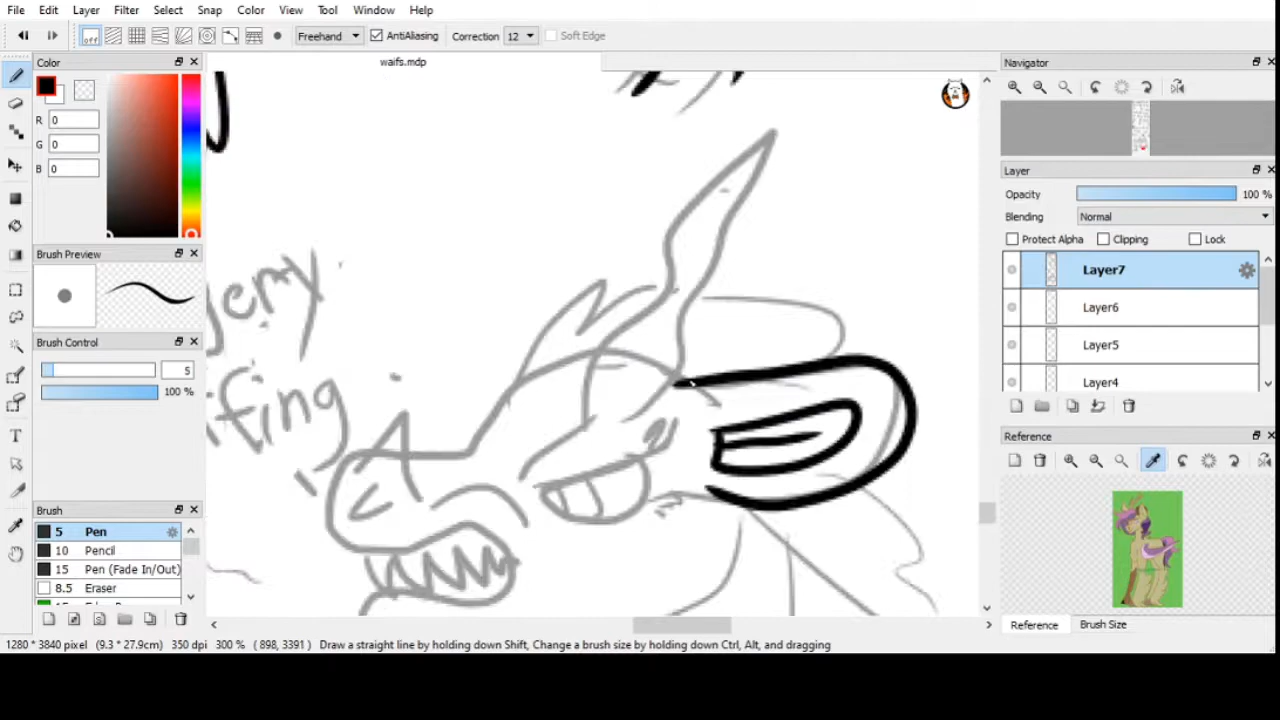 File Edit Layer Filter Select Snap Color View Tool Window Help
off Freehand AntiAliasing Correction 12 Soft Edge
Color
waifs.mdp
Navigator
R 0
G 0
B 0
Layer
Opacity 100 %
Blending Normal
Protect Alpha Clipping Lock
Layer7
Layer6
Layer5
Layer4
Brush Preview
Brush Control
5
100 %
Reference
Brush
5 Pen
10 Pencil
15 Pen (Fade In/Out)
8.5 Eraser
Reference Brush Size
1280 * 3840 pixel (9.3 * 27.9cm) 350 dpi 300 % ( 898, 3391 ) Draw a straight line by holding down Shift, Change a brush size by holding down Ctrl, Alt, and dragging